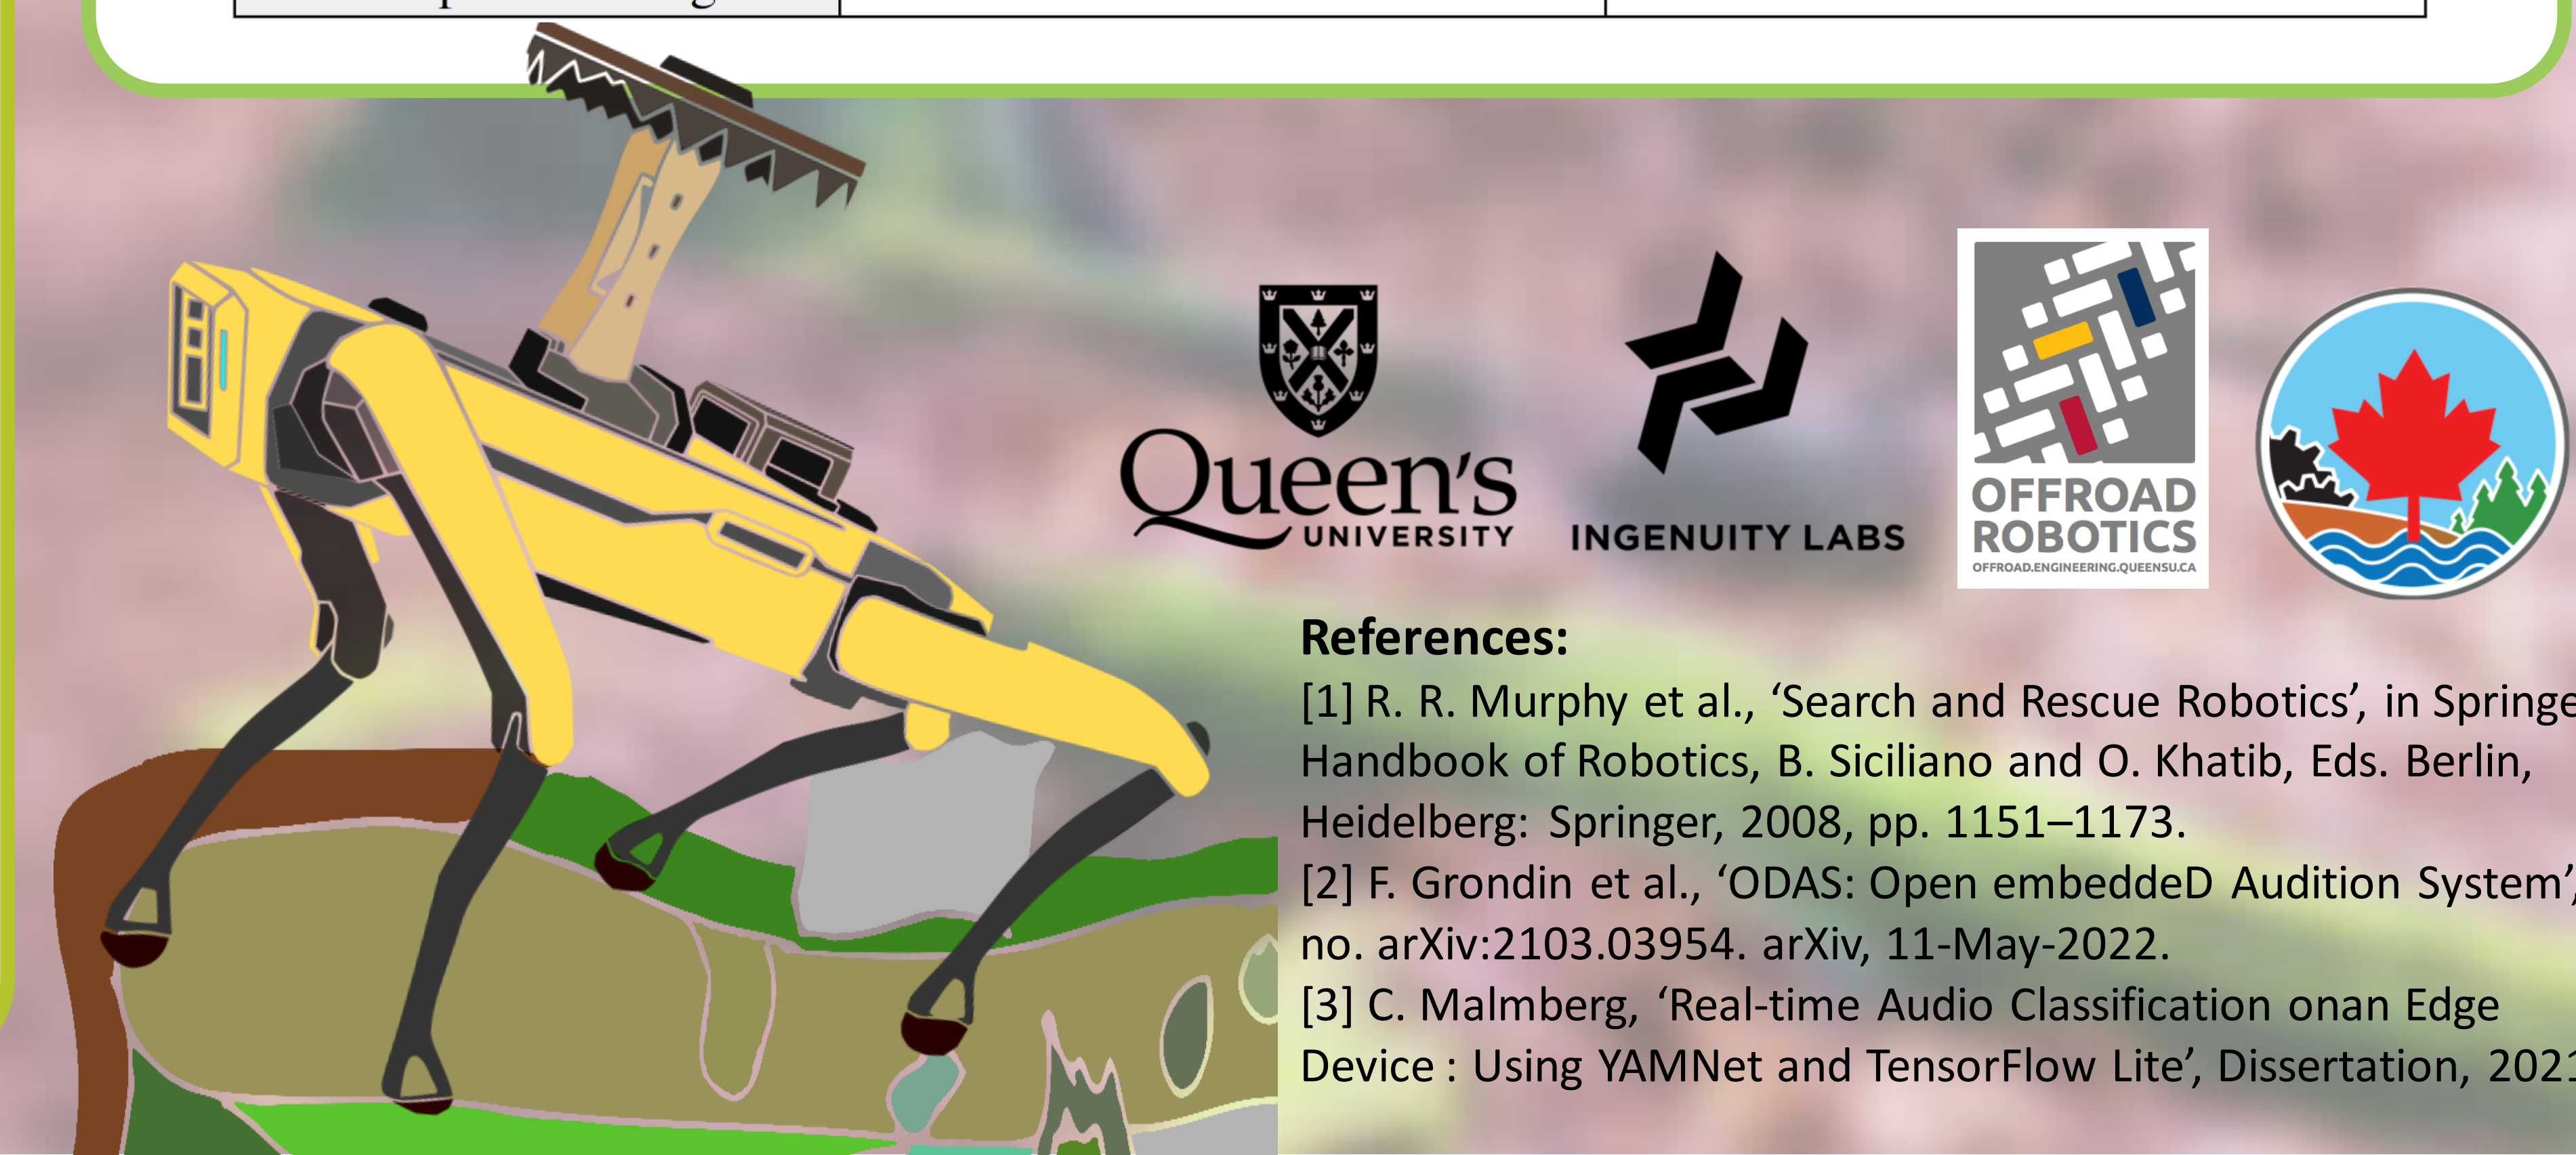 Queen's
UNIVERSITY
INGENUITY LABS
OFFROAD
ROBOTICS
OFFROAD.ENGINEERING.QUEENSU.CA
References:
[1] R. R. Murphy et al., ‘Search and Rescue Robotics’, in Springe
Handbook of Robotics, B. Siciliano and O. Khatib, Eds. Berlin,
Heidelberg: Springer, 2008, pp. 1151–1173.
[2] F. Grondin et al., ‘ODAS: Open embeddeD Audition System’,
no. arXiv:2103.03954. arXiv, 11-May-2022.
[3] C. Malmberg, ‘Real-time Audio Classification onan Edge
Device : Using YAMNet and TensorFlow Lite’, Dissertation, 2021